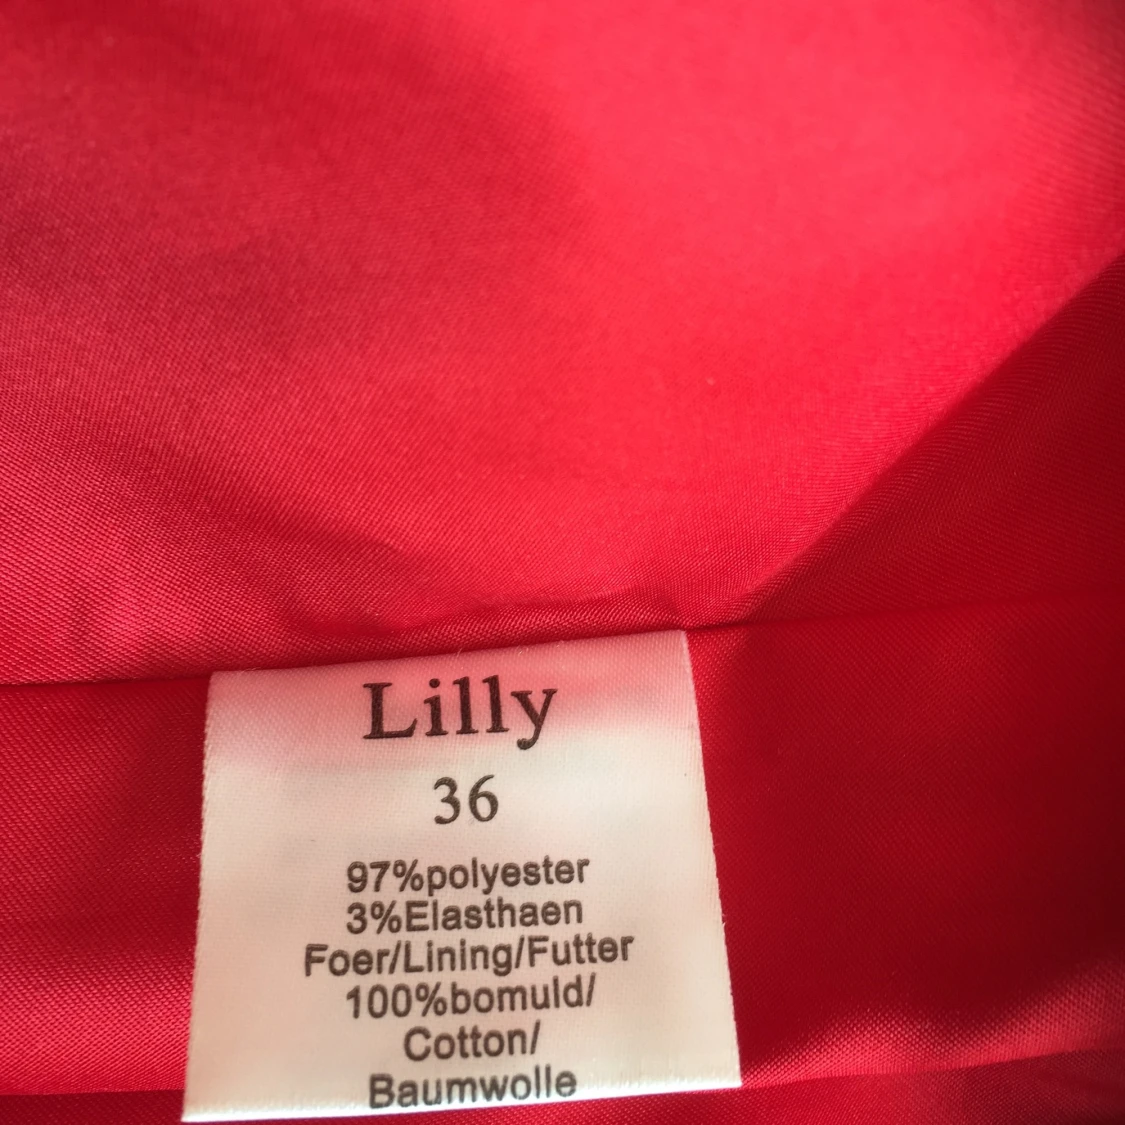 Lilly
36
97%polyester
3%Elasthaen
Foer/Lining/Futter
100%bomuld/
Cotton/
Baumwolle